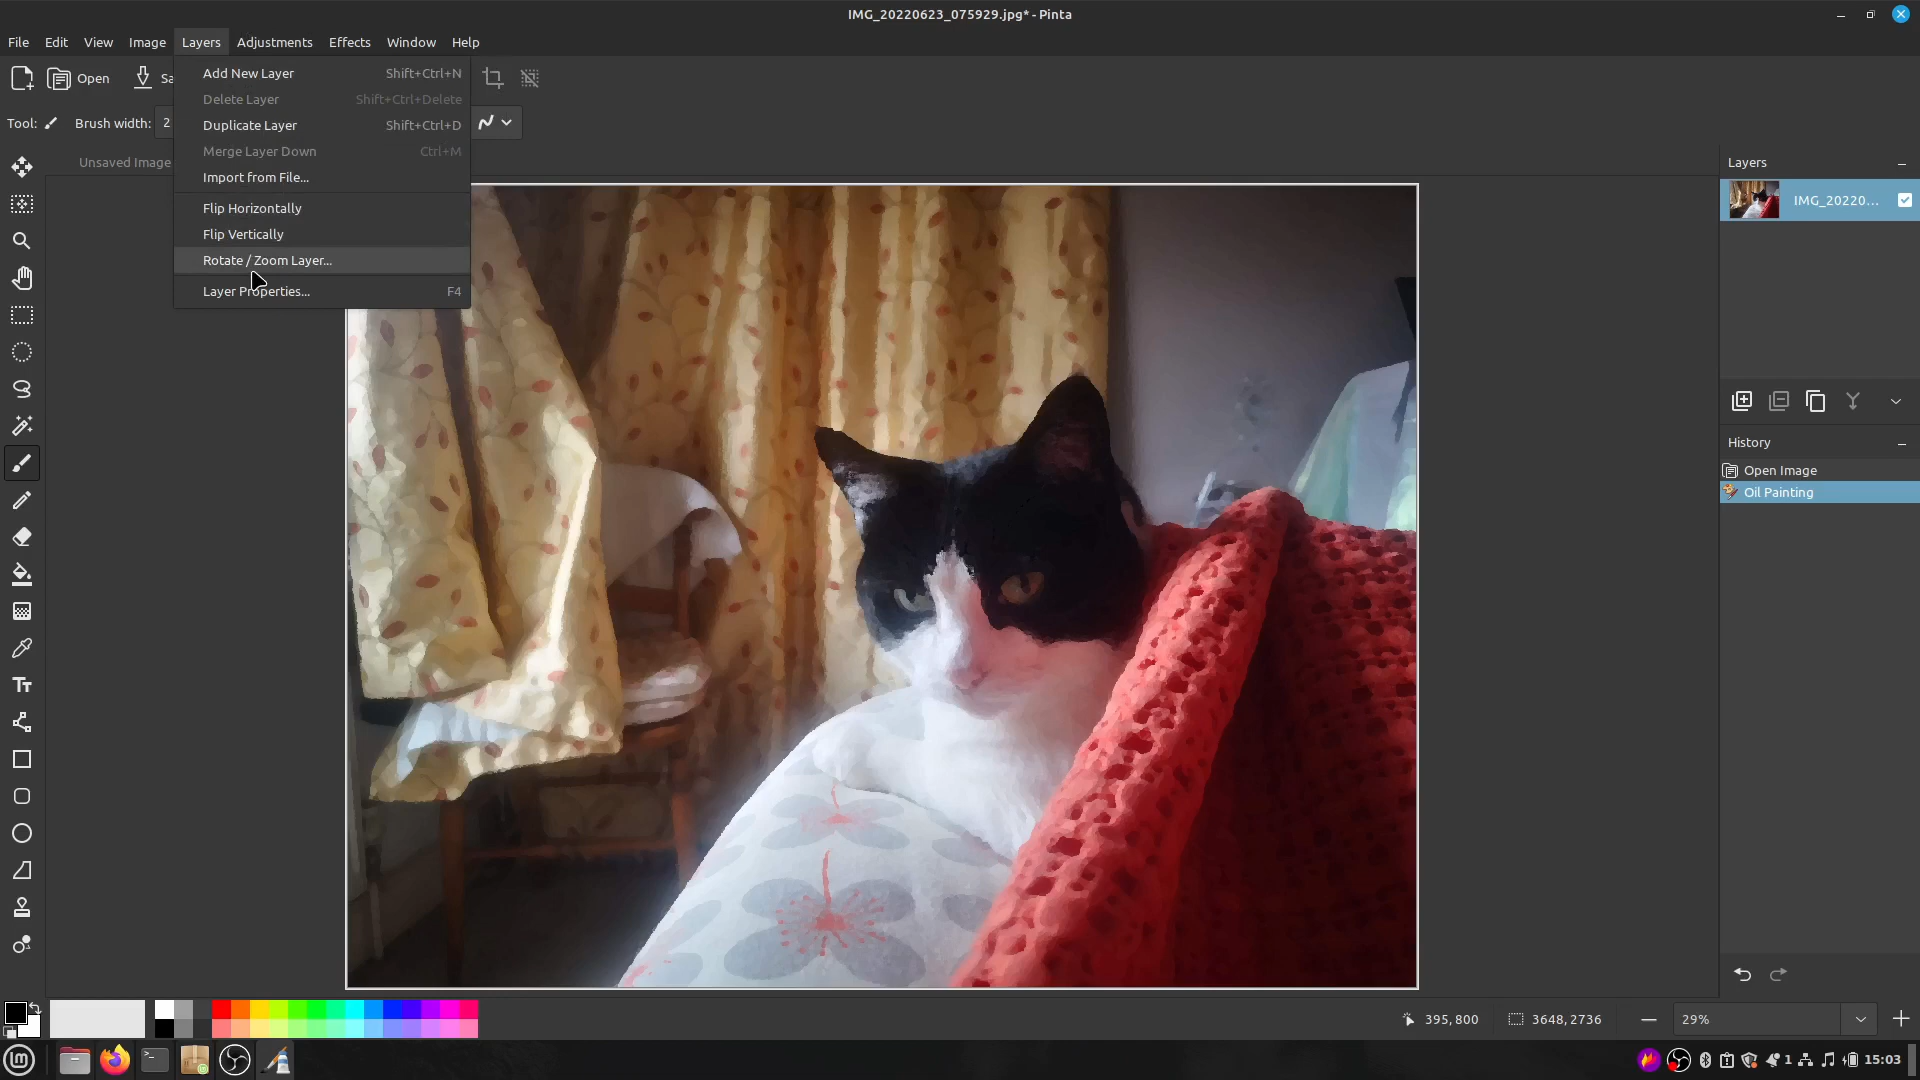 IMG_20220623_075929.jpg* - Pinta
File Edit View Image Layers Adjustments Effects Window Help
Open Sa
Add New Layer Shift+Ctrl+N
Delete Layer Shift+Ctrl+Delete
Duplicate Layer Shift+Ctrl+D
Merge Layer Down Ctrl+M
Import from File...
Flip Horizontally
Flip Vertically
Rotate / Zoom Layer...
Layer Properties... F4
Tool: Brush width: 2
Unsaved Image
Layers
IMG_20220...
History
Open Image
Oil Painting
395, 800 3648, 2736 29%
1 15:03